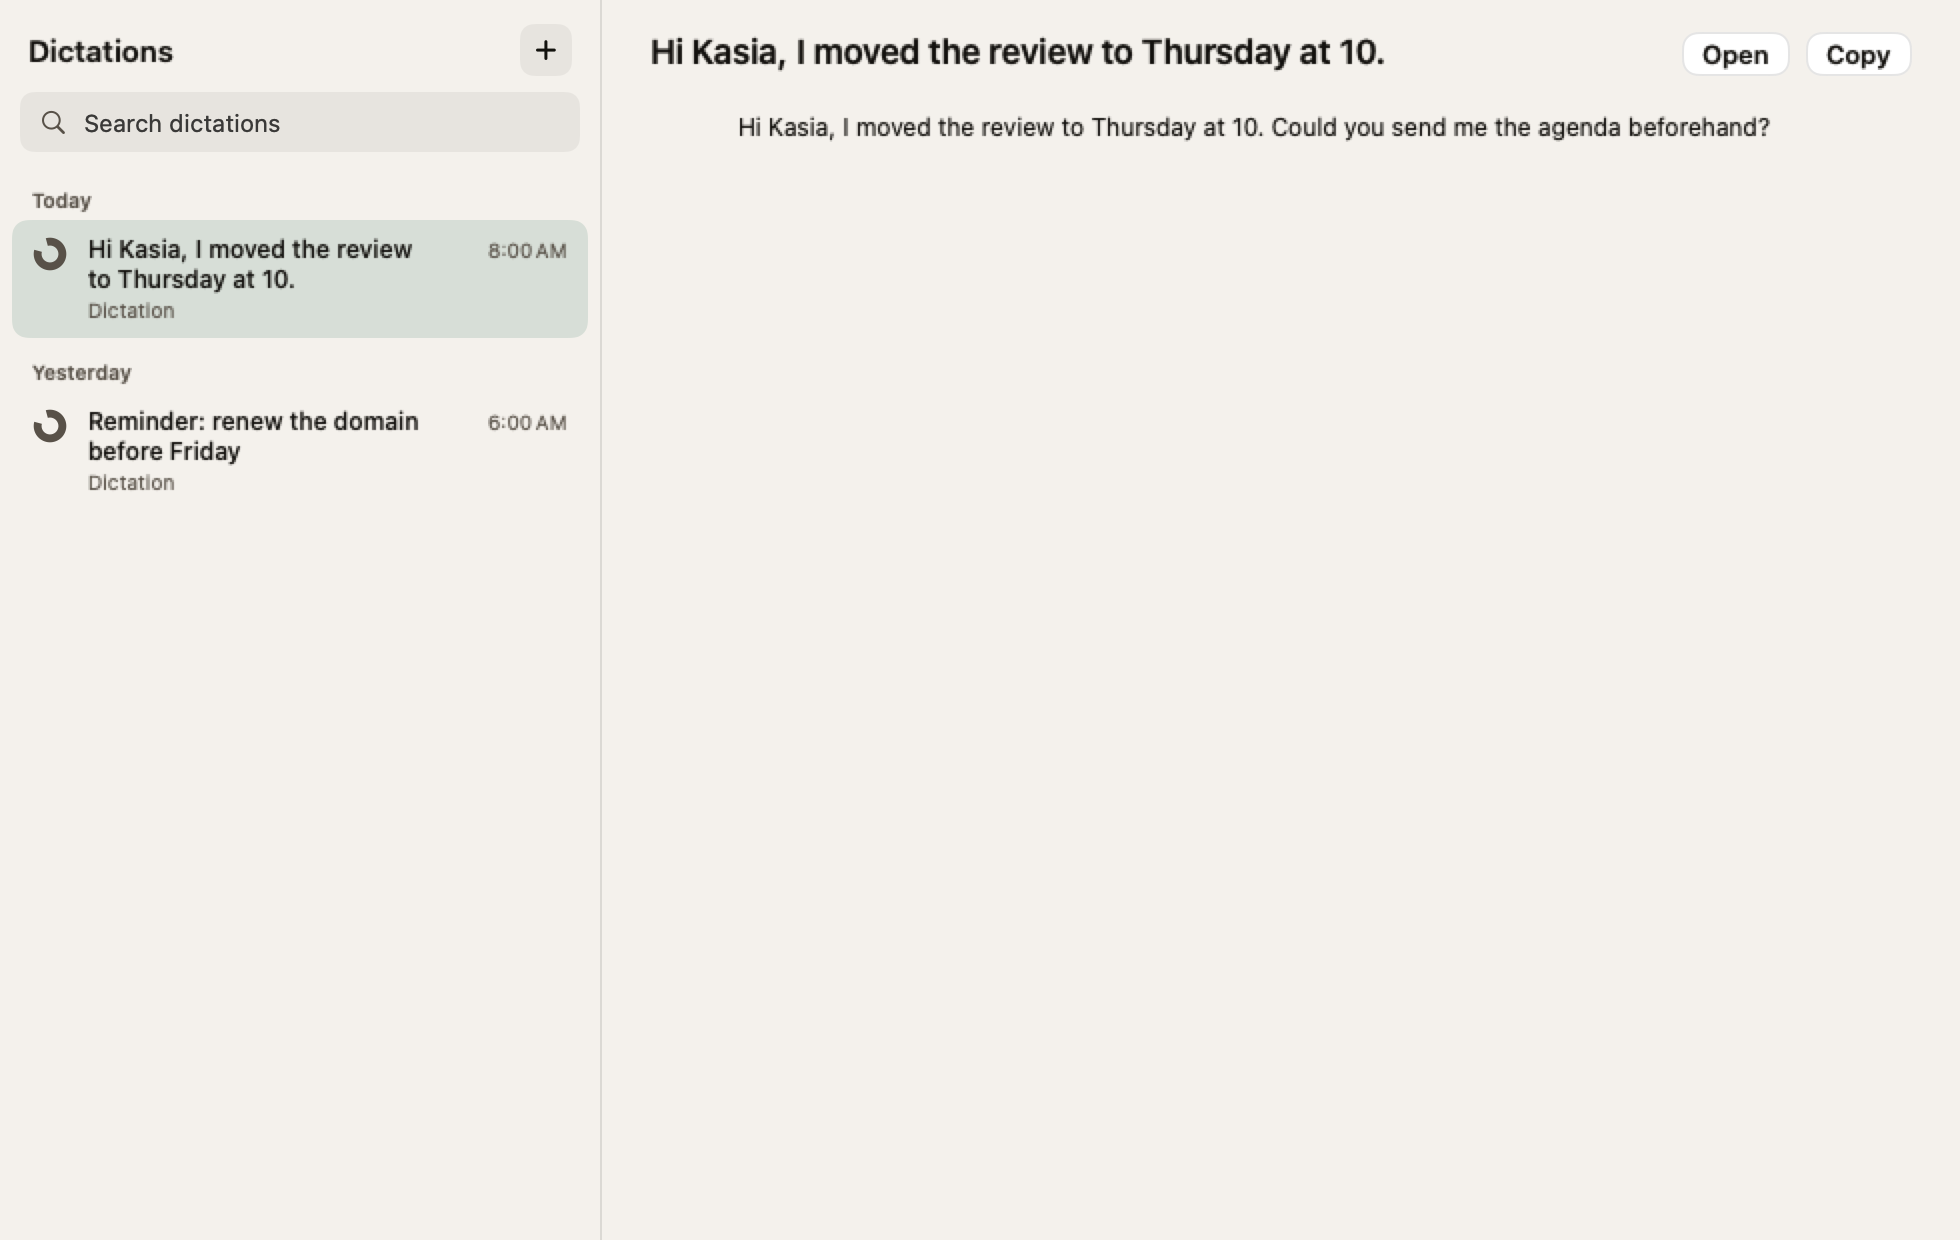 Dictations
Search dictations
Today
Hi Kasia, I moved the review
to Thursday at 10.
8:00 AM
Dictation
Yesterday
Reminder: renew the domain
before Friday
6:00 AM
Dictation
Hi Kasia, I moved the review to Thursday at 10.
Open
Copy
Hi Kasia, I moved the review to Thursday at 10. Could you send me the agenda beforehand?